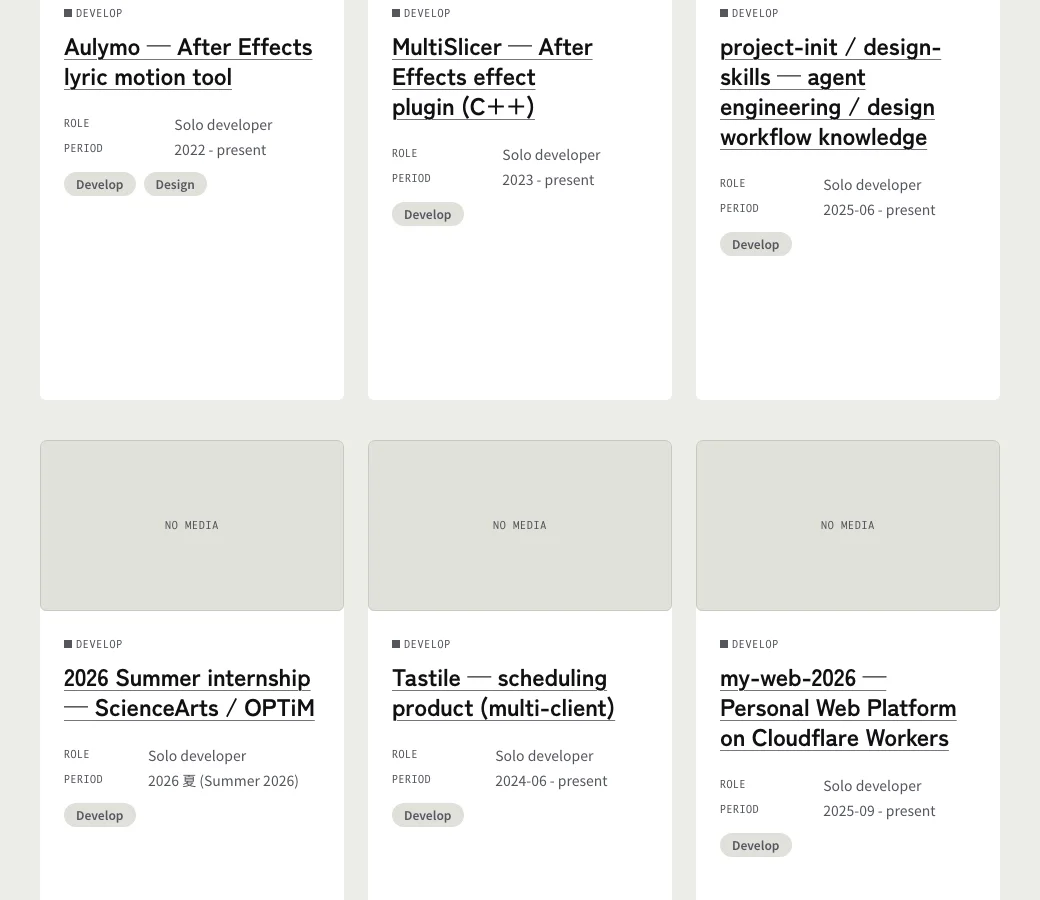 DEVELOP
Aulymo — After Effects
lyric motion tool
ROLE Solo developer
PERIOD 2022 - present
Develop Design
DEVELOP
MultiSlicer — After
Effects effect
plugin (C++)
ROLE Solo developer
PERIOD 2023 - present
Develop
DEVELOP
project-init / design-
skills — agent
engineering / design
workflow knowledge
ROLE Solo developer
PERIOD 2025-06 - present
Develop
NO MEDIA
DEVELOP
2026 Summer internship
— ScienceArts / OPTiM
ROLE Solo developer
PERIOD 2026 夏 (Summer 2026)
Develop
NO MEDIA
DEVELOP
Tastile — scheduling
product (multi-client)
ROLE Solo developer
PERIOD 2024-06 - present
Develop
NO MEDIA
DEVELOP
my-web-2026 —
Personal Web Platform
on Cloudflare Workers
ROLE Solo developer
PERIOD 2025-09 - present
Develop